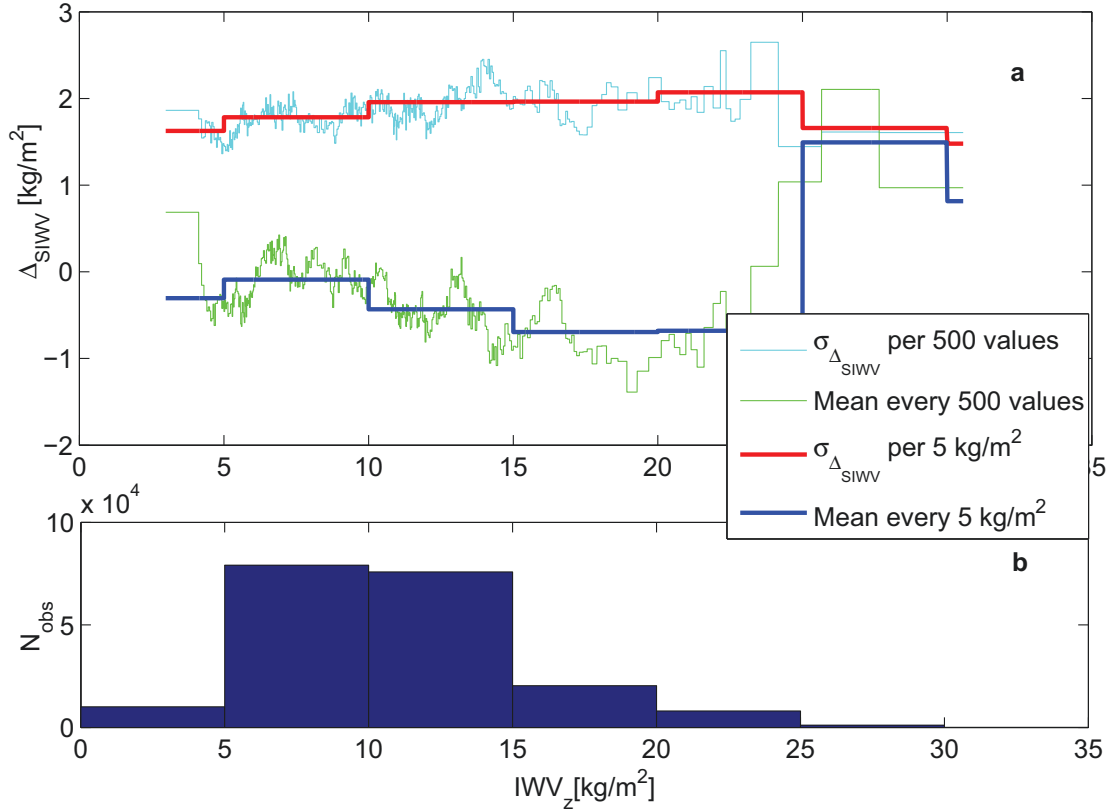 a
3
2
1
0
−1
−2
Δ_SIWV [kg/m²]
0 5 10 15 20 25 30 35
σ_Δ_SIWV per 500 values
Mean every 500 values
σ_Δ_SIWV per 5 kg/m²
Mean every 5 kg/m²
x 10⁴
b
10
5
0
N_obs
0 5 10 15 20 25 30 35
IWV_z[kg/m²]